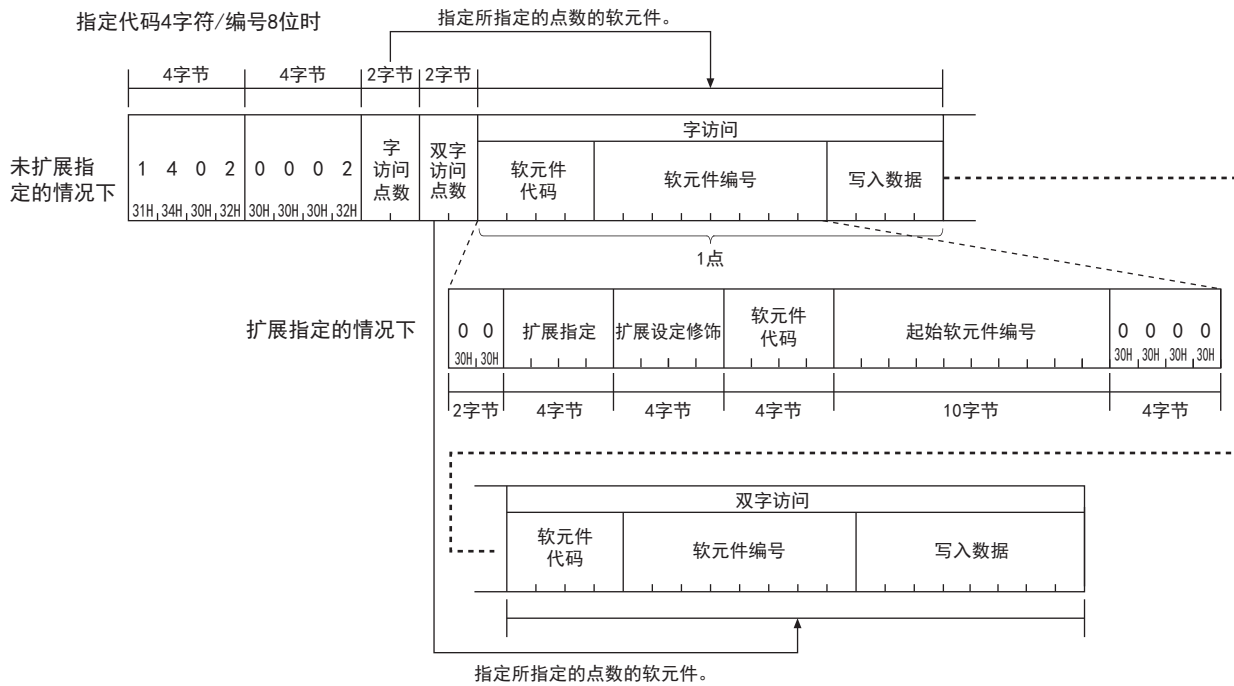 指定代码4字符/编号8位时
指定所指定的点数的软元件。
4字节 4字节 2字节 2字节
字访问
未扩展指
定的情况下
1 4 0 2 0 0 0 2
31H 34H 30H 32H 30H 30H 30H 32H
字
访问
点数
双字
访问
点数
软元件
代码
软元件编号
写入数据
1点
扩展指定的情况下
0 0
30H 30H
扩展指定
扩展设定修饰
软元件
代码
起始软元件编号
0 0 0 0
30H 30H 30H 30H
2字节 4字节 4字节 4字节 10字节 4字节
双字访问
软元件
代码
软元件编号
写入数据
指定所指定的点数的软元件。